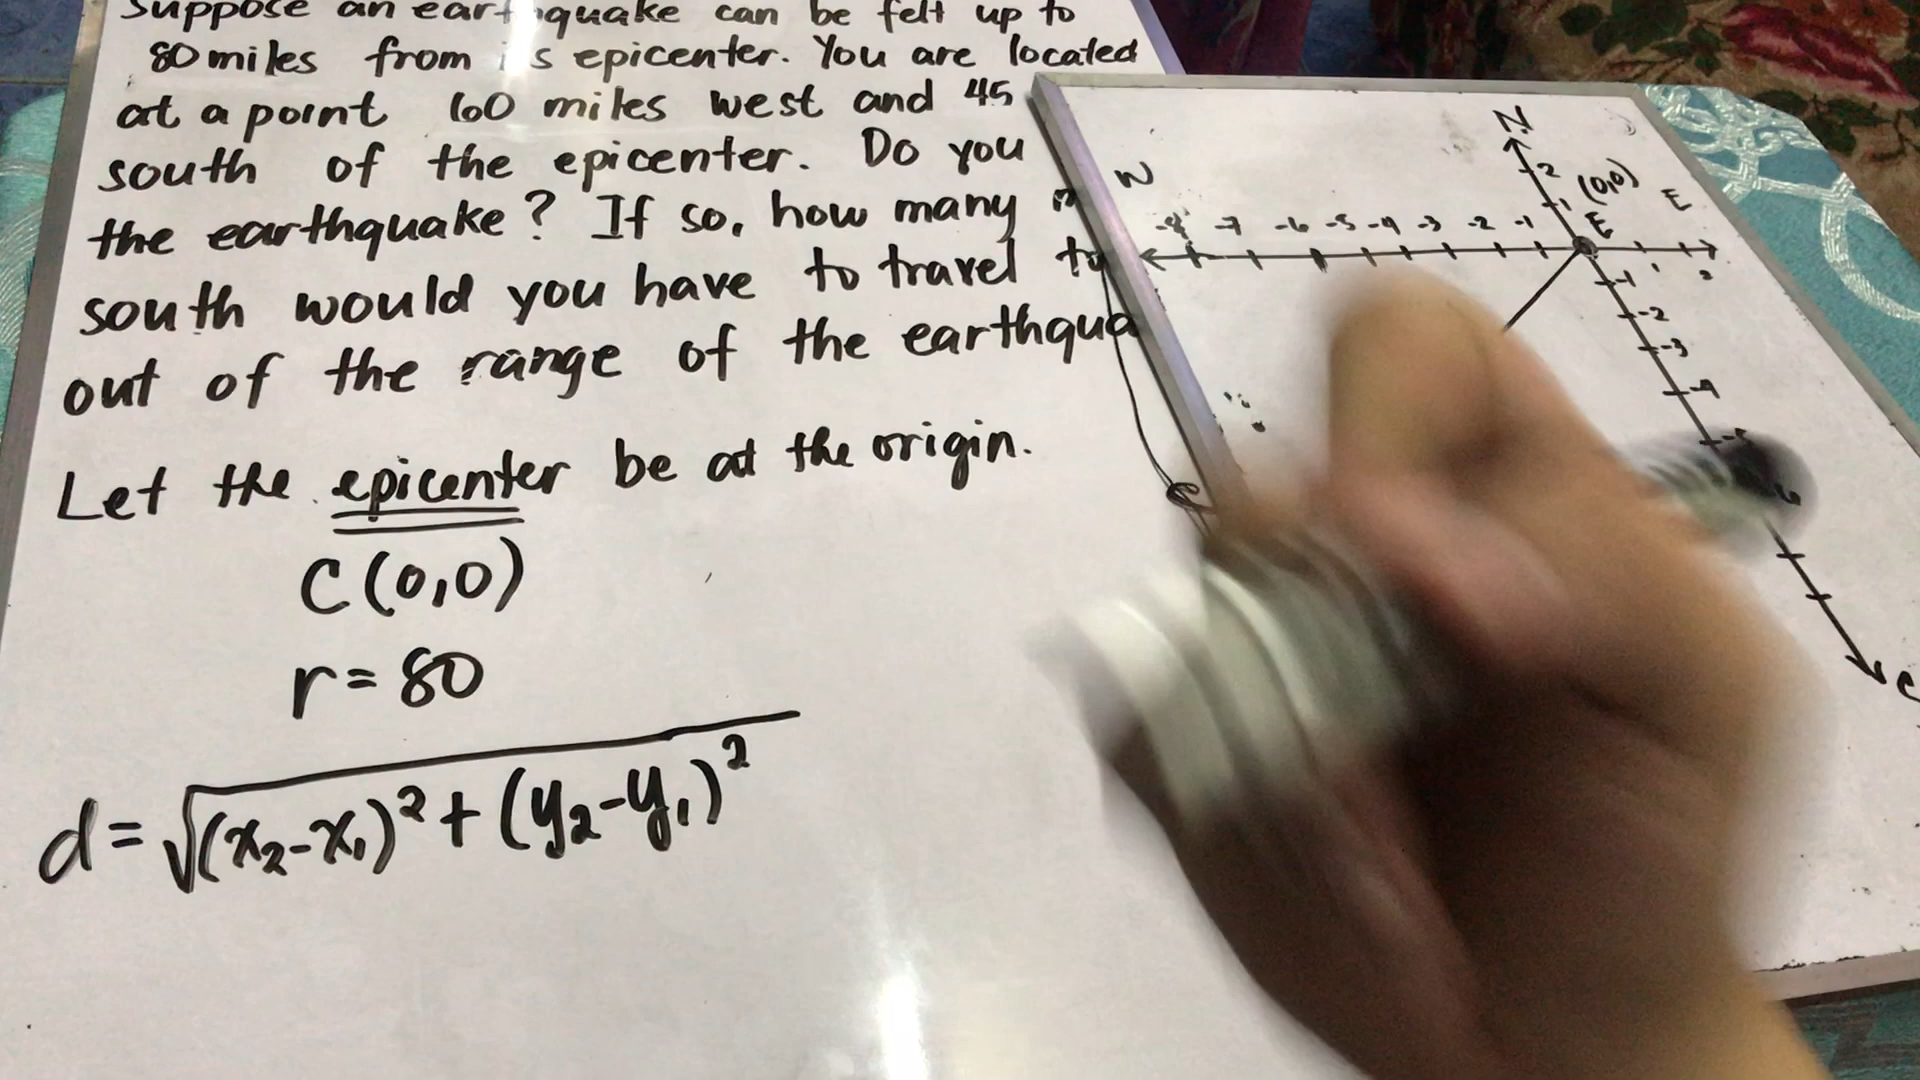 suppose an earthquake can be felt up to
80 miles from is epicenter. You are located
at a point 60 miles west and 45
south of the epicenter. Do you
the earthquake? If so, how many
south would you have to travel to
out of the range of the earthqua
Let the epicenter be at the origin.
C(0,0)
r=80
d=√(x₂-x₁)²+(y₂-y₁)²
N
2
1
(0,0)
W
E
E
-8 -7 -6 -5 -4 -3 -2 -1
1 2
-1
-2
-3
-4
-5